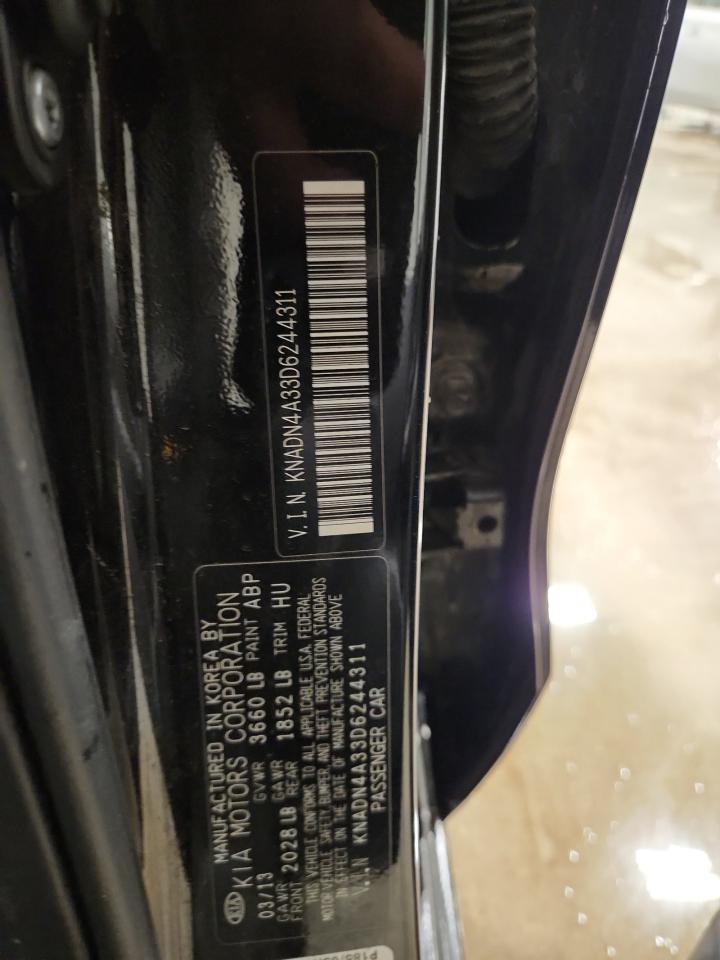 V.I.N. KNADN4A33D6244311
MANUFACTURED IN KOREA BY
KIA KIA MOTORS CORPORATION
03/13 GVWR 3660 LB PAINT ABP
GAWR FRONT 2028 LB GAWR REAR 1852 LB TRIM HU
THIS VEHICLE CONFORMS TO ALL APPLICABLE U.S.A. FEDERAL
MOTOR VEHICLE SAFETY, BUMPER, AND THEFT PREVENTION STANDARDS
IN EFFECT ON THE DATE OF MANUFACTURE SHOWN ABOVE
V.I.N KNADN4A33D6244311
PASSENGER CAR